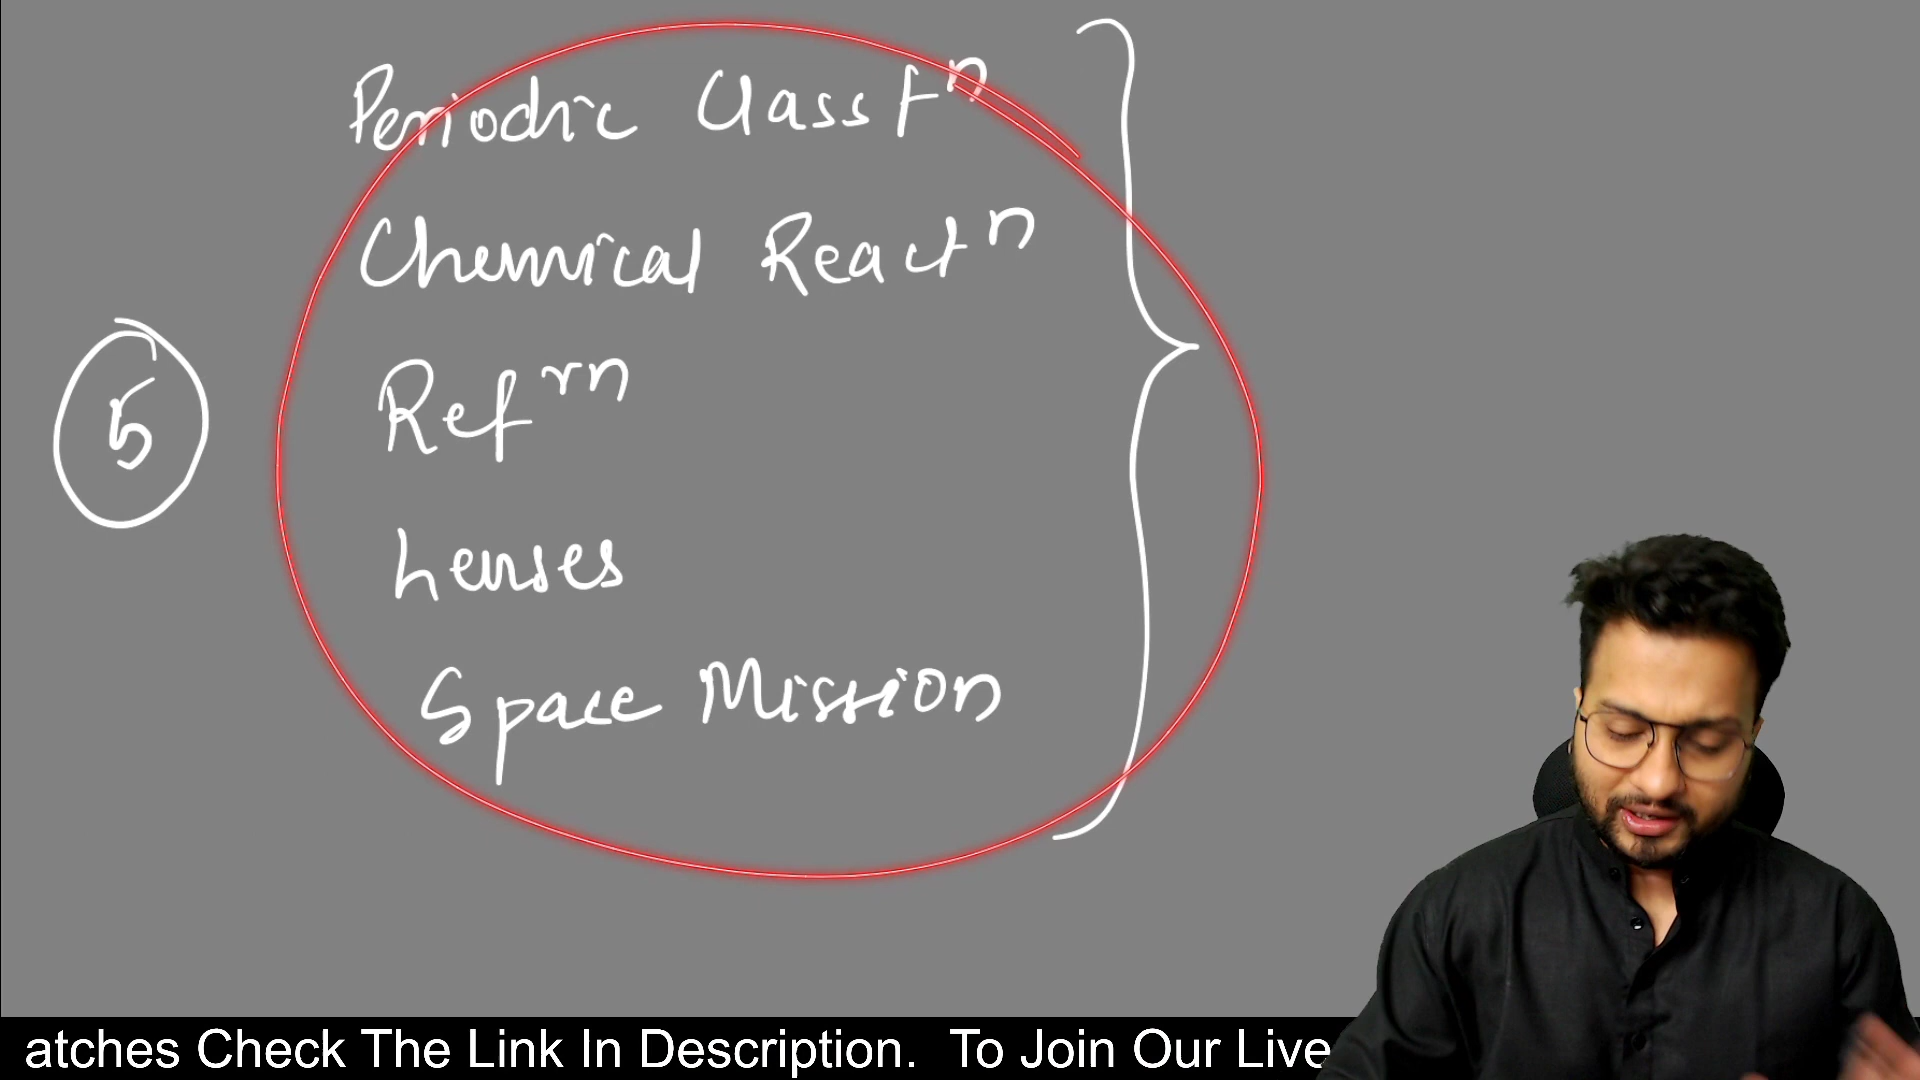 Periodic Classfⁿ
Chemical Reactⁿ
5
Refʳⁿ
Lenses
Space Mission
atches Check The Link In Description. To Join Our Live